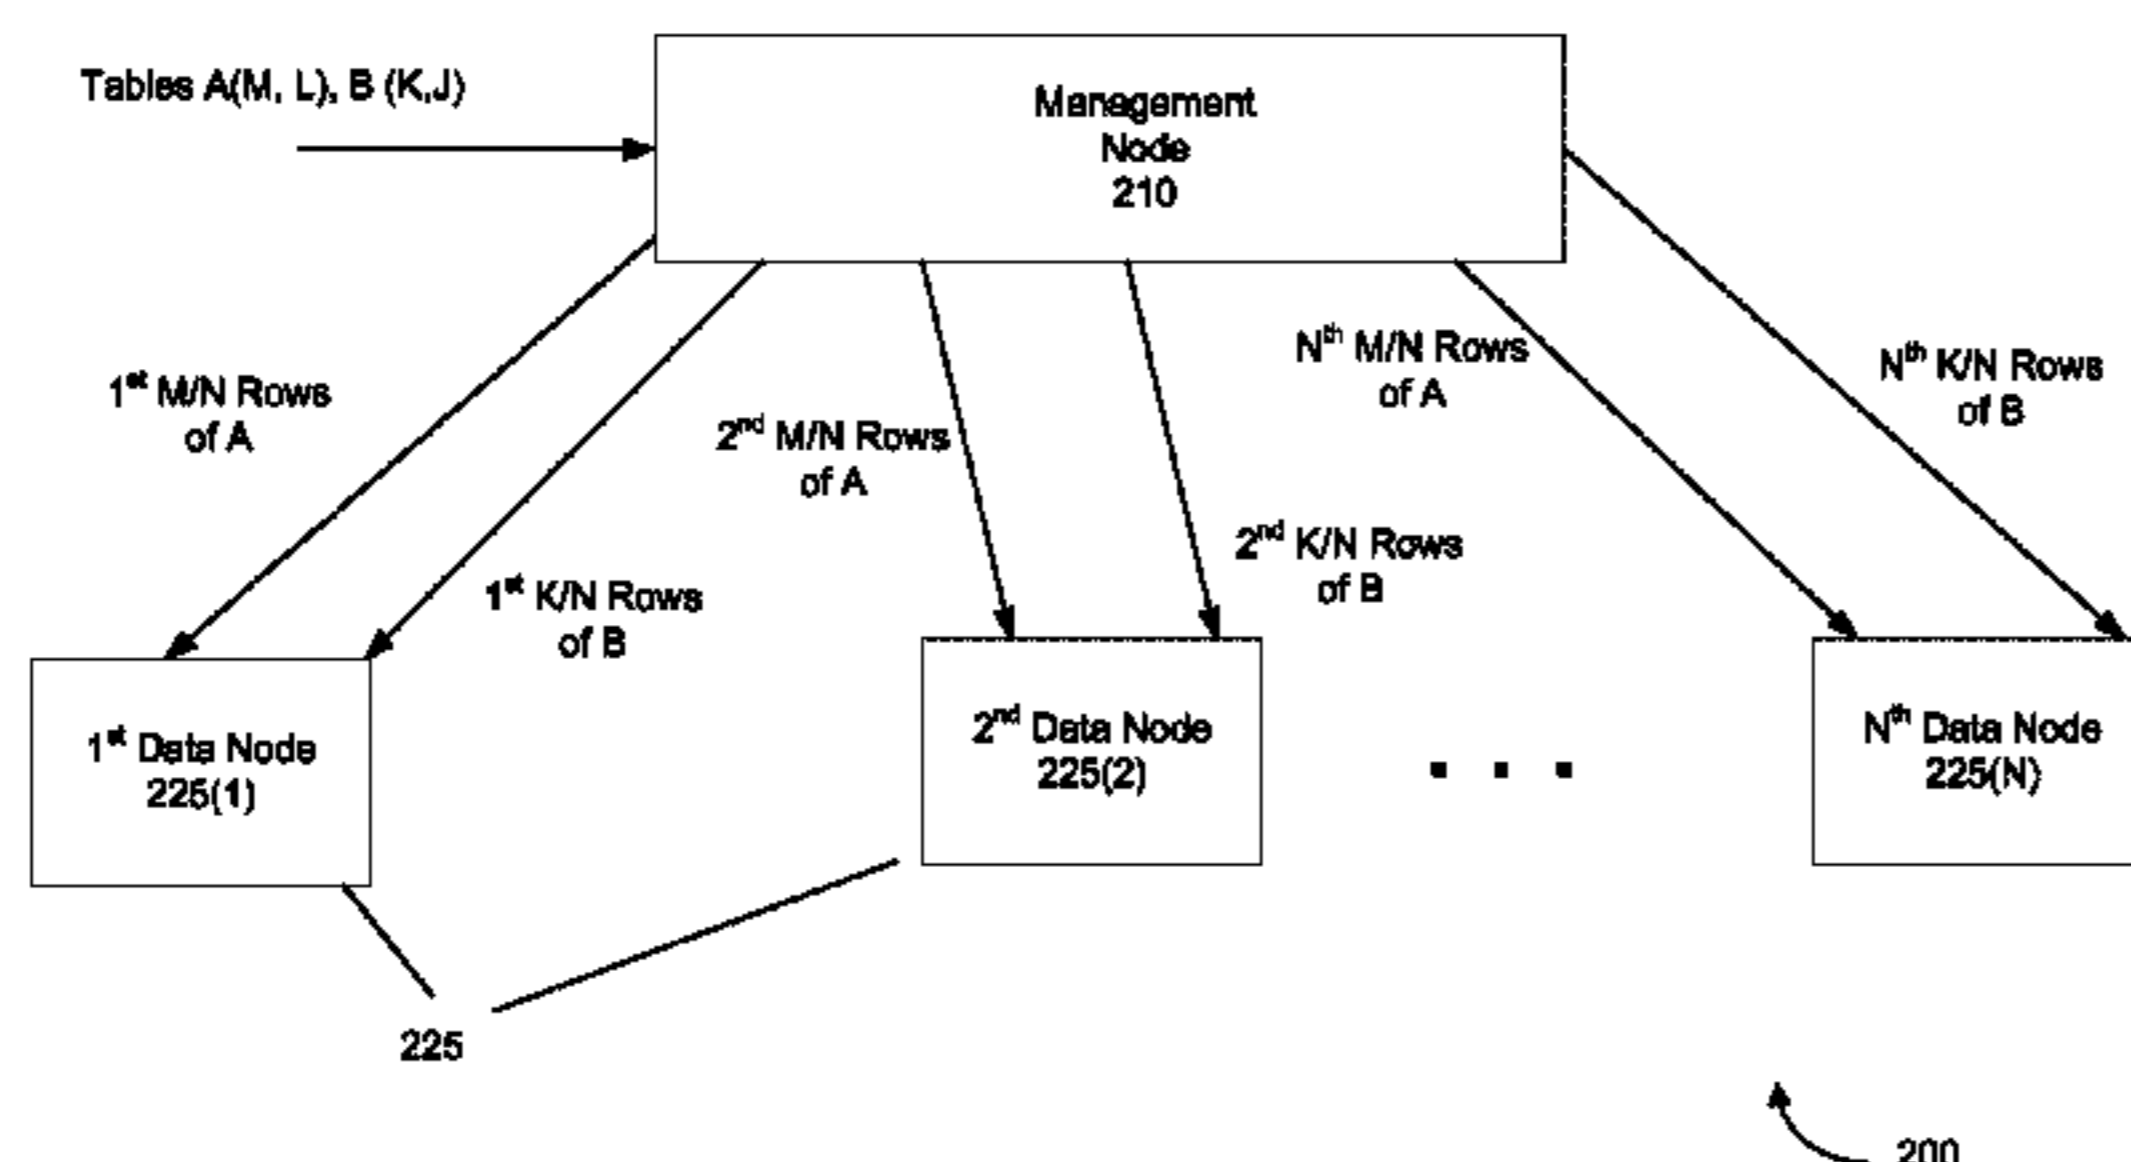 Tables A(M, L), B (K,J)
Management
Node
210
1st M/N Rows
of A
1st K/N Rows
of B
2nd M/N Rows
of A
2nd K/N Rows
of B
Nth M/N Rows
of A
Nth K/N Rows
of B
1st Data Node
225(1)
2nd Data Node
225(2)
. . .
Nth Data Node
225(N)
225
200